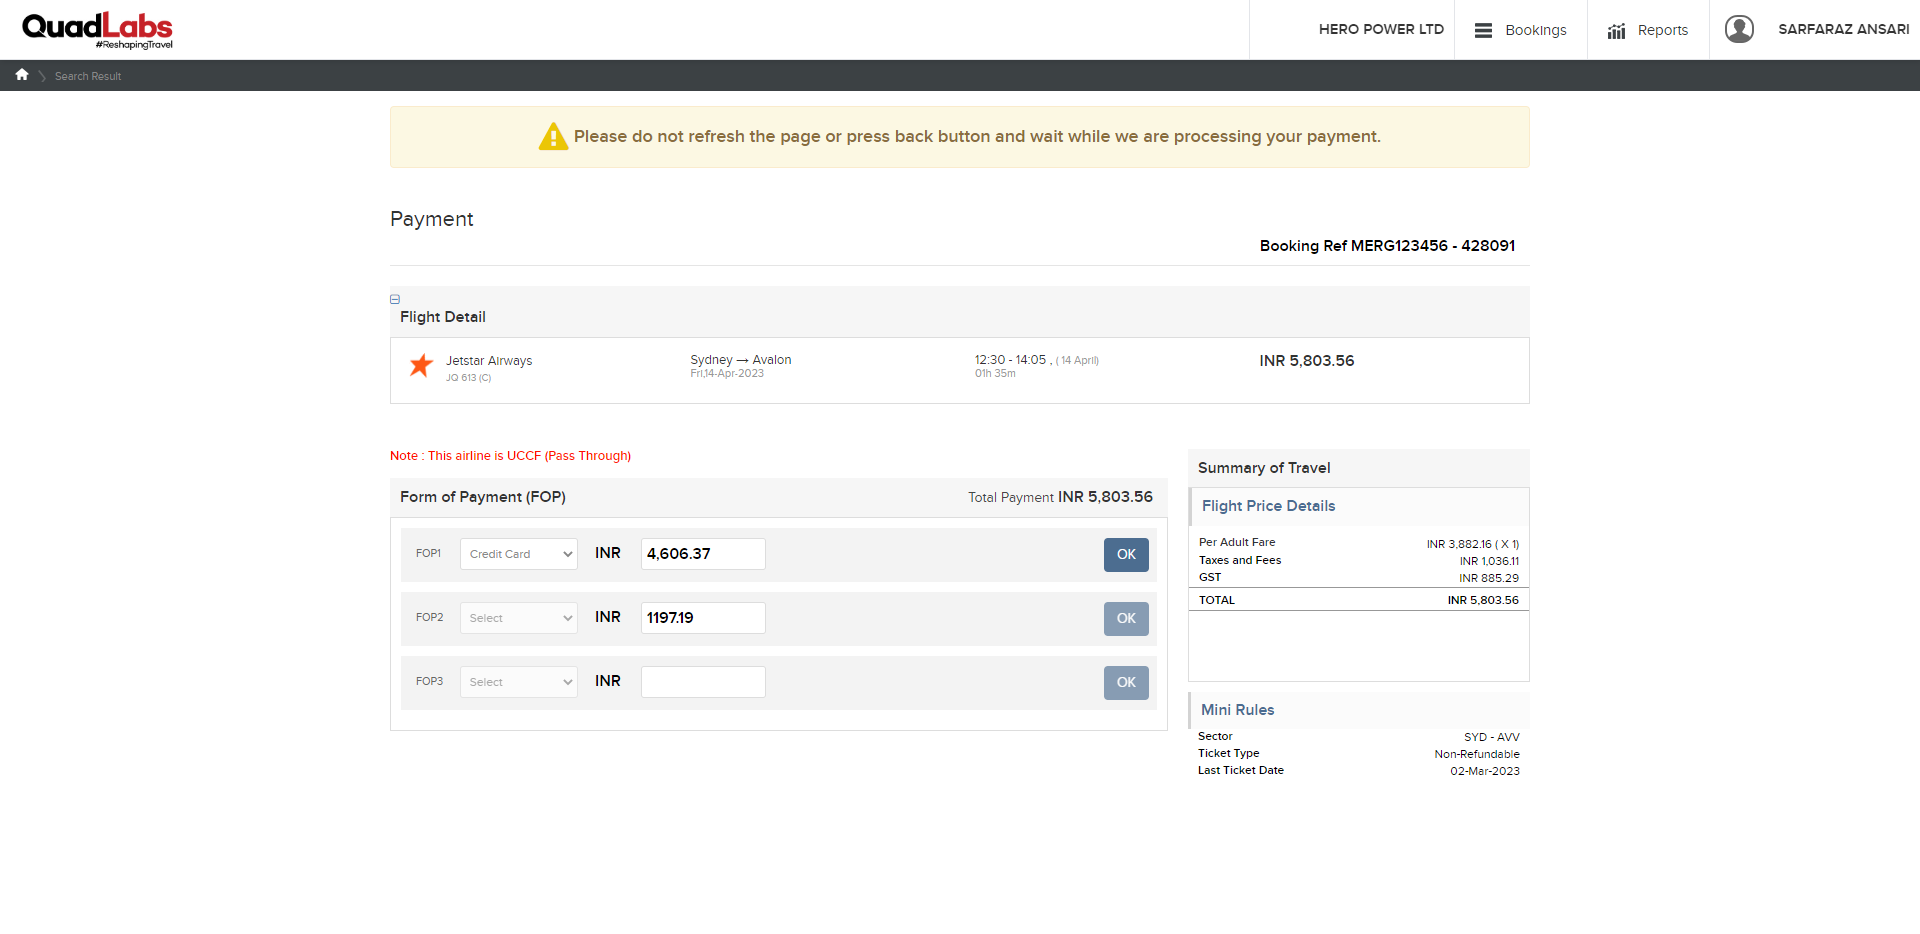 QuadLabs
#ReshapingTravel
HERO POWER LTD
Bookings
Reports
SARFARAZ ANSARI
Search Result
Please do not refresh the page or press back button and wait while we are processing your payment.
Payment
Booking Ref MERG123456 - 428091
Flight Detail
Jetstar Airways
JQ 613 (C)
Sydney → Avalon
Fri,14-Apr-2023
12:30 - 14:05 , ( 14 April)
01h 35m
INR 5,803.56
Note : This airline is UCCF (Pass Through)
Form of Payment (FOP)
Total Payment INR 5,803.56
FOP1 Credit Card INR 4,606.37 OK
FOP2 Select INR 1197.19 OK
FOP3 Select INR OK
Summary of Travel
Flight Price Details
Per Adult Fare INR 3,882.16 ( X 1)
Taxes and Fees INR 1,036.11
GST INR 885.29
TOTAL INR 5,803.56
Mini Rules
Sector SYD - AVV
Ticket Type Non-Refundable
Last Ticket Date 02-Mar-2023